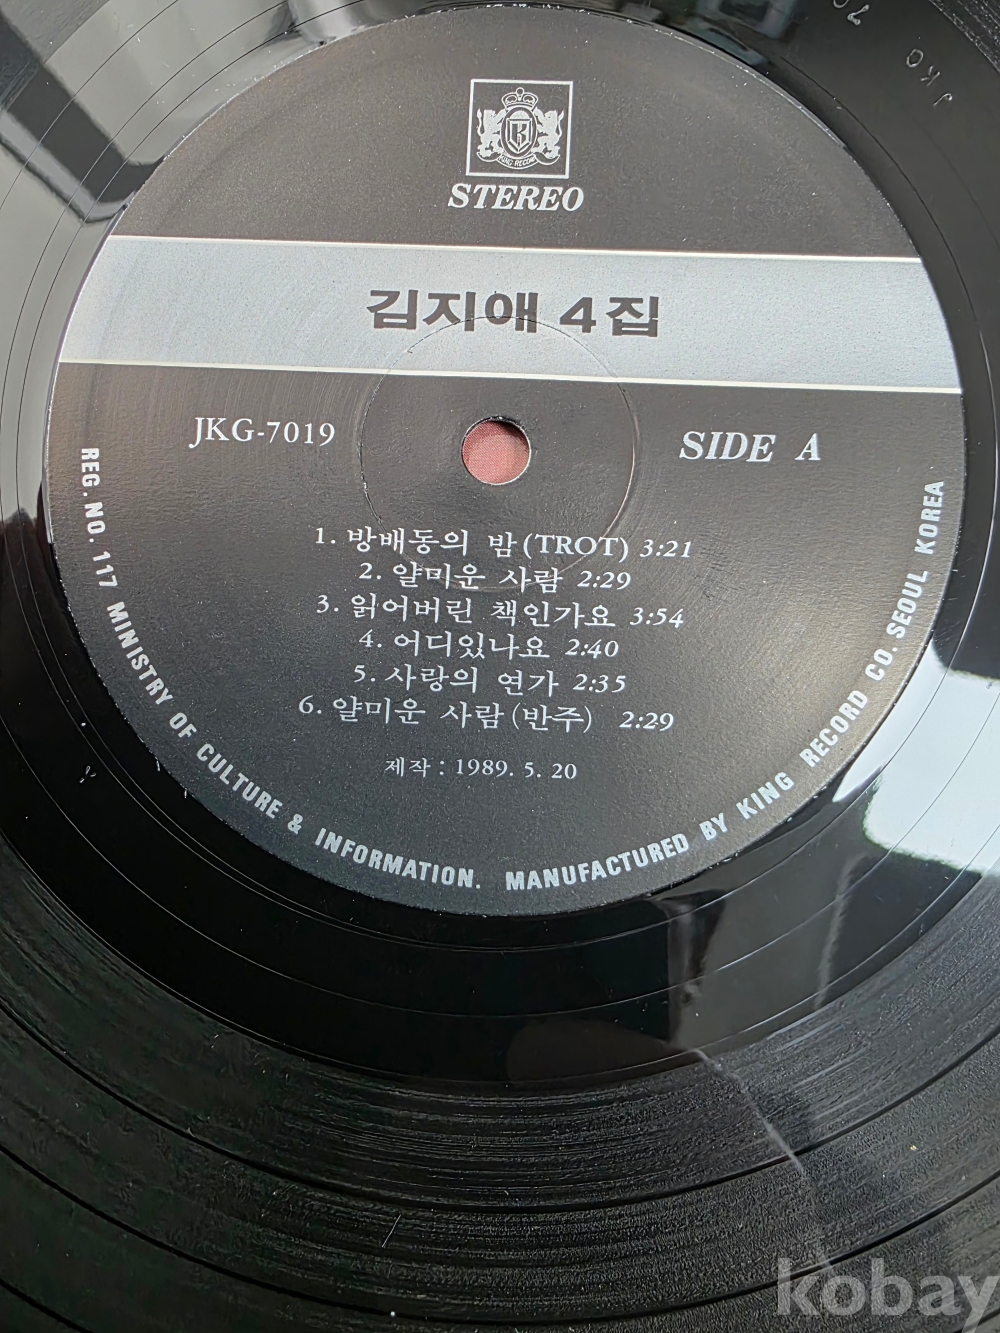 KING RECORD
STEREO
김지애 4집
JKG-7019
SIDE A
1. 방배동의 밤 (TROT) 3:21
2. 얄미운 사람 2:29
3. 읽어버린 책인가요 3:54
4. 어디있나요 2:40
5. 사랑의 연가 2:35
6. 얄미운 사람 (반주) 2:29
제작 : 1989. 5. 20
REG. NO. 117 MINISTRY OF CULTURE & INFORMATION. MANUFACTURED BY KING RECORD CO. SEOUL KOREA
kobay